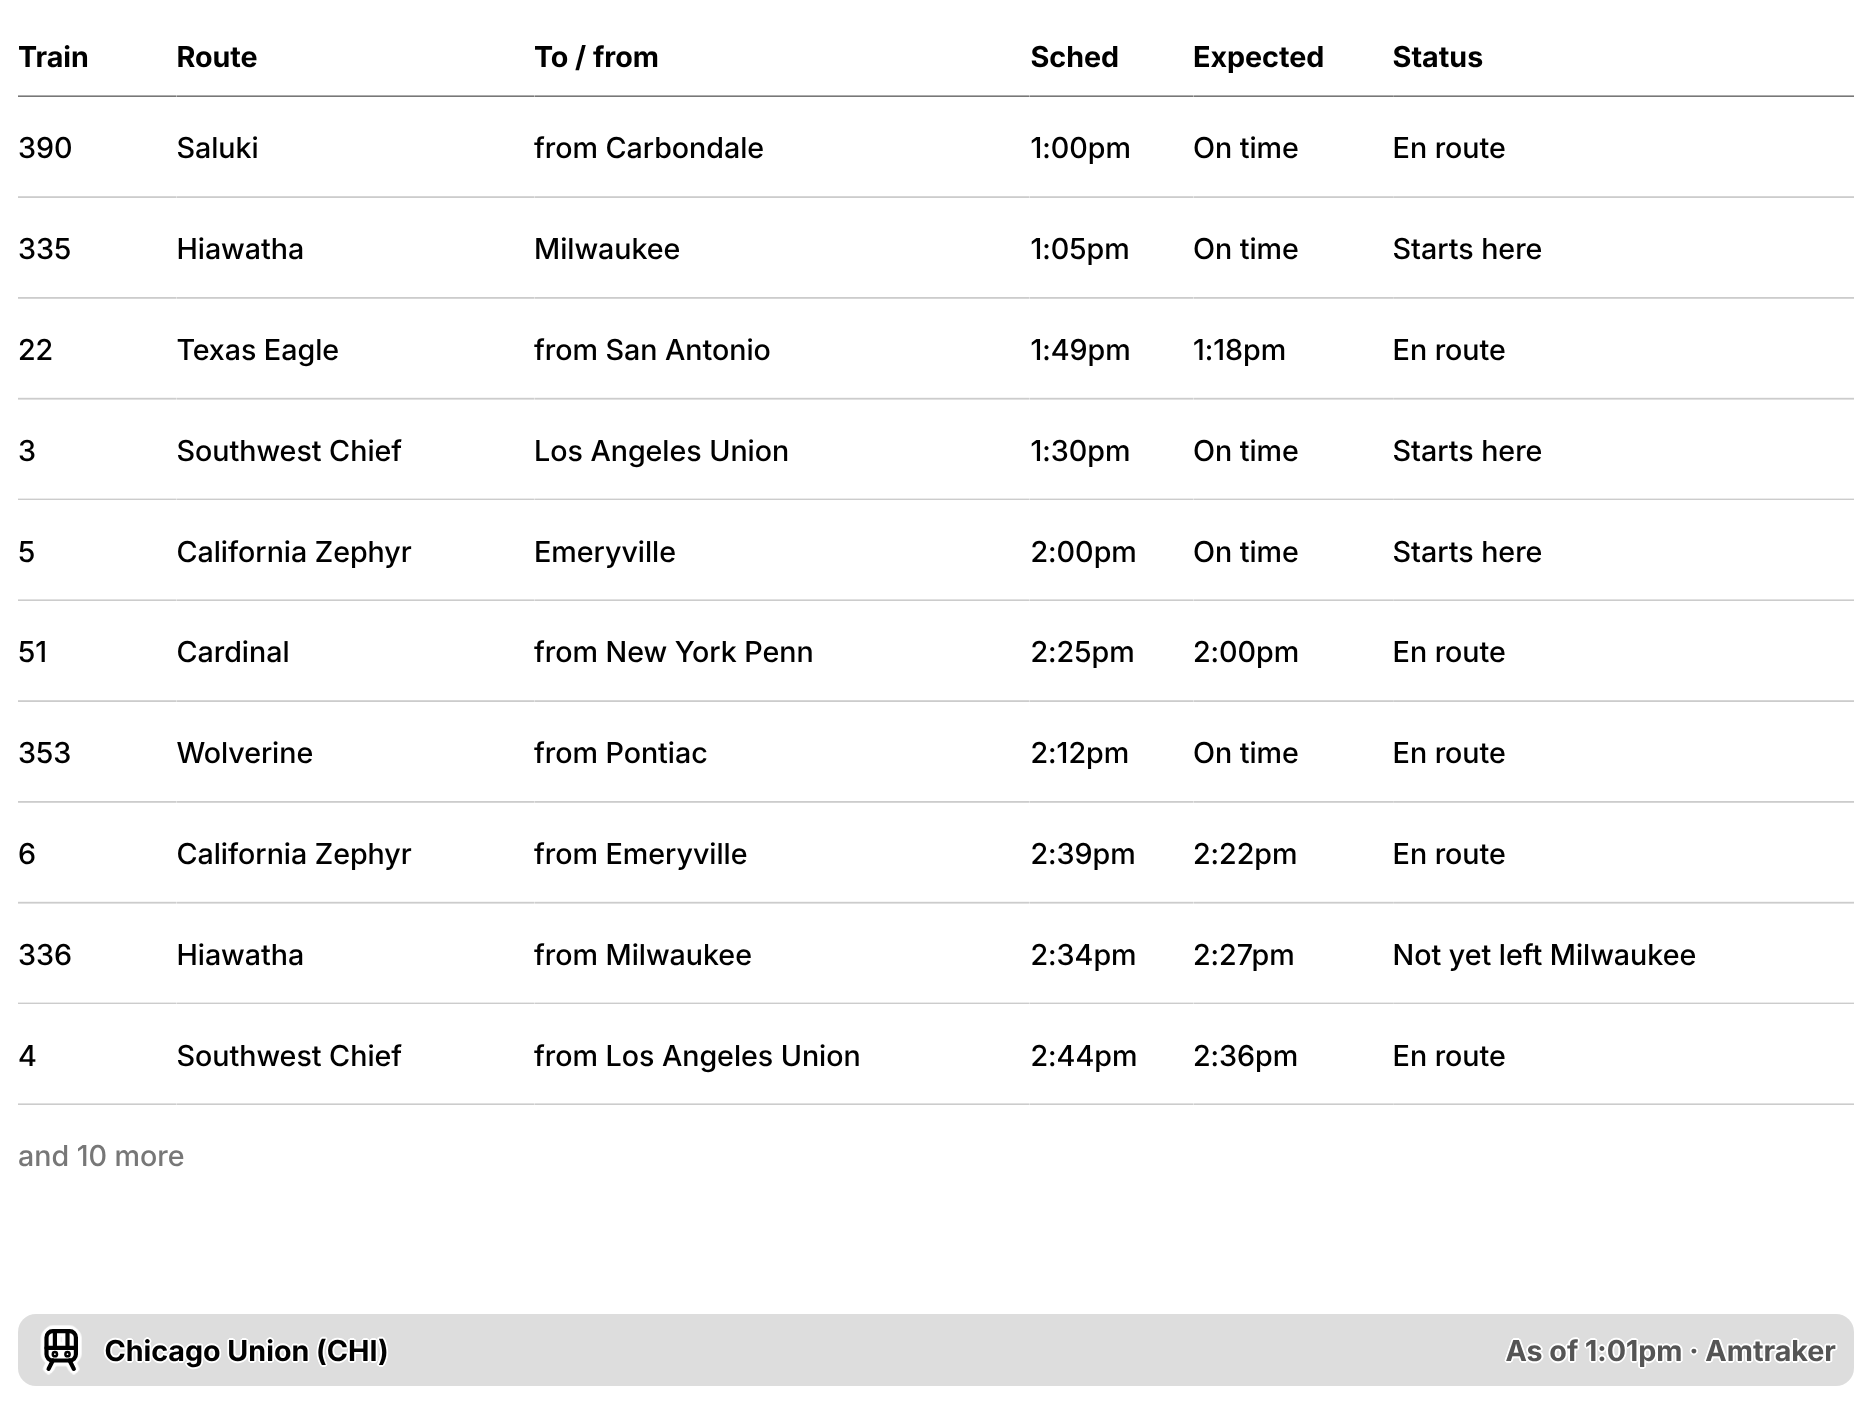 Train Route To / from Sched Expected Status
390 Saluki from Carbondale 1:00pm On time En route
335 Hiawatha Milwaukee 1:05pm On time Starts here
22 Texas Eagle from San Antonio 1:49pm 1:18pm En route
3 Southwest Chief Los Angeles Union 1:30pm On time Starts here
5 California Zephyr Emeryville 2:00pm On time Starts here
51 Cardinal from New York Penn 2:25pm 2:00pm En route
353 Wolverine from Pontiac 2:12pm On time En route
6 California Zephyr from Emeryville 2:39pm 2:22pm En route
336 Hiawatha from Milwaukee 2:34pm 2:27pm Not yet left Milwaukee
4 Southwest Chief from Los Angeles Union 2:44pm 2:36pm En route
and 10 more
Chicago Union (CHI) As of 1:01pm · Amtraker